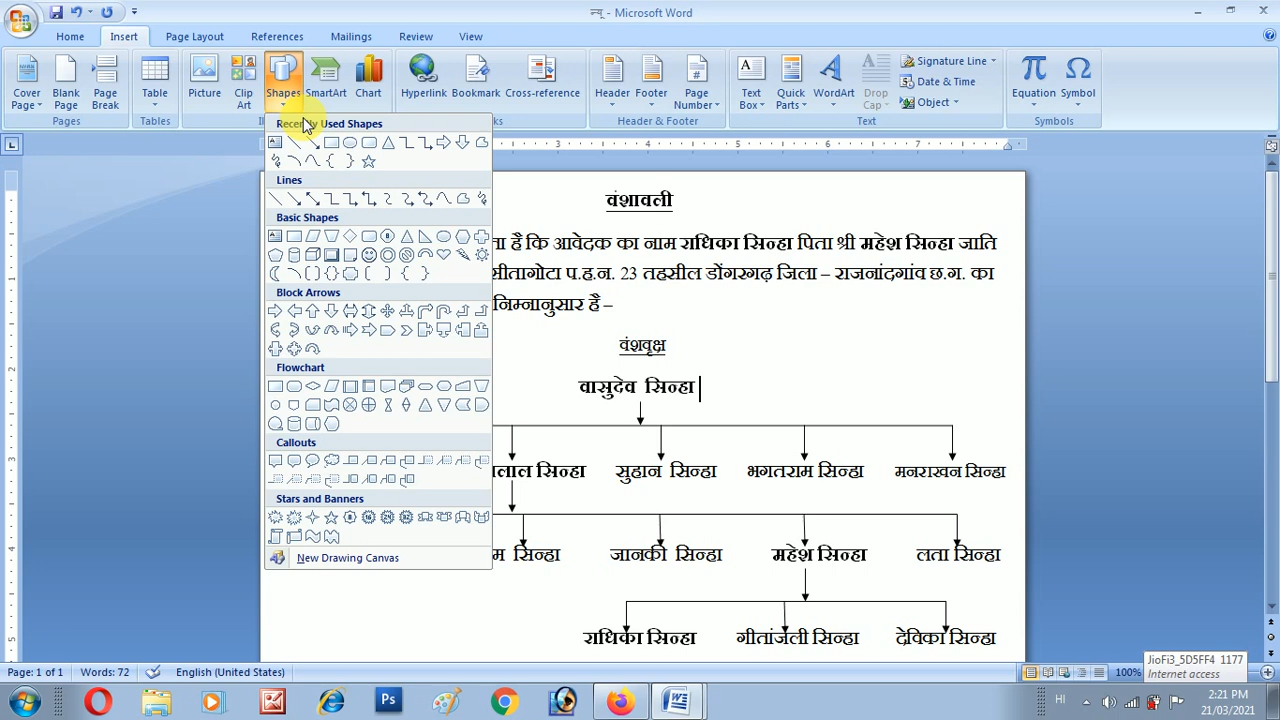 न्यू - Microsoft Word
Home Insert Page Layout References Mailings Review View
Cover Page Blank Page Page Break Table Picture Clip Art Shapes SmartArt Chart Hyperlink Bookmark Cross-reference Header Footer Page Number Text Box Quick Parts WordArt Drop Cap Signature Line Date & Time Object Equation Symbol
Pages Tables Header & Footer Text Symbols
Recently Used Shapes
Lines
Basic Shapes
Block Arrows
Flowchart
Callouts
Stars and Banners
New Drawing Canvas
वंशावली
है कि आवेदक का नाम राधिका सिन्हा पिता श्री महेश सिन्हा जाति
सीतागोटा प.ह.न. 23 तहसील डोंगरगढ़ जिला – राजनांदगांव छ.ग. का
निम्नानुसार है –
वंशवृक्ष
वासुदेव सिन्हा
लाल सिन्हा सुहान सिन्हा भगतराम सिन्हा मनराखन सिन्हा
सिन्हा जानकी सिन्हा महेश सिन्हा लता सिन्हा
राधिका सिन्हा गीतांजली सिन्हा देविका सिन्हा
Page: 1 of 1 Words: 72 English (United States) 100%
JioFi3_5D5FF4 1177
Internet access
HI 2:21 PM
21/03/2021